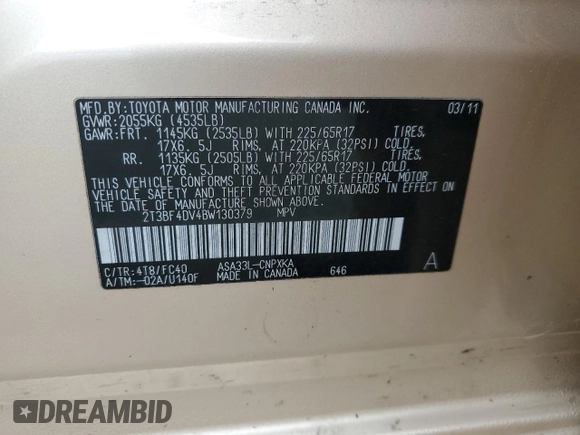 MFD.BY:TOYOTA MOTOR MANUFACTURING CANADA INC. 03/11
GVWR:2055KG (4535LB)
GAWR:FRT. 1145KG (2535LB) WITH 225/65R17 TIRES,
17X6.5J RIMS, AT 220KPA (32PSI) COLD.
RR. 1135KG (2505LB) WITH 225/65R17 TIRES,
17X6.5J RIMS, AT 220KPA (32PSI) COLD.
THIS VEHICLE CONFORMS TO ALL APPLICABLE FEDERAL MOTOR
VEHICLE SAFETY AND THEFT PREVENTION STANDARDS IN EFFECT ON
THE DATE OF MANUFACTURE SHOWN ABOVE.
2T3BF4DV4BW130379 MPV
C/TR:4T8/FC40 ASA33L-CNPXKA
A/TM:-02A/U140F MADE IN CANADA 646 A
DREAMBID